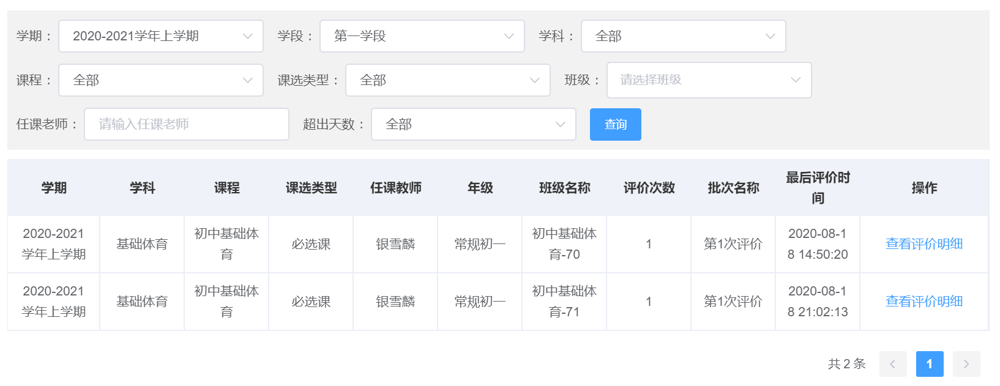 学期： 2020-2021学年上学期 学段： 第一学段 学科： 全部
课程： 全部 课选类型： 全部 班级： 请选择班级
任课老师： 请输入任课老师 超出天数： 全部 查询
学期 学科 课程 课选类型 任课教师 年级 班级名称 评价次数 批次名称 最后评价时
间 操作
2020-2021
学年上学期 基础体育 初中基础体
育 必选课 银雪麟 常规初一 初中基础体
育-70 1 第1次评价 2020-08-1
8 14:50:20 查看评价明细
2020-2021
学年上学期 基础体育 初中基础体
育 必选课 银雪麟 常规初一 初中基础体
育-71 1 第1次评价 2020-08-1
8 21:02:13 查看评价明细
共 2 条 1